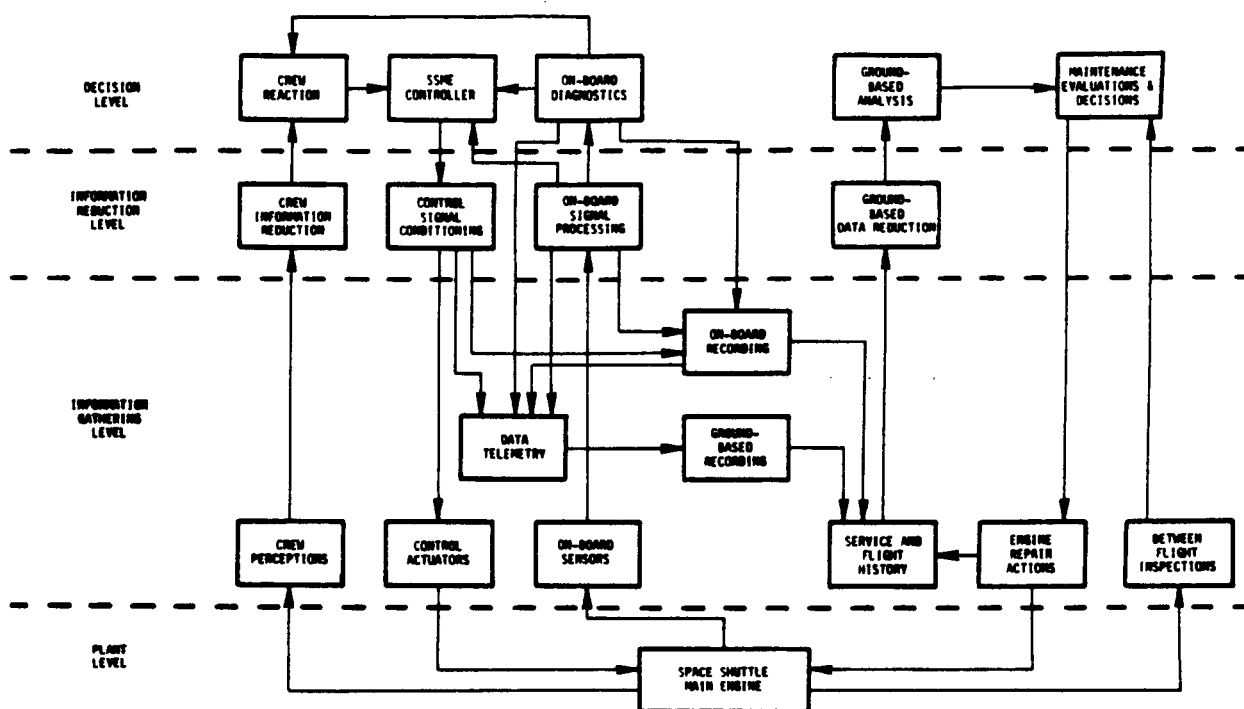 DECISION
LEVEL
CREW
REACTION
SSME
CONTROLLER
ON-BOARD
DIAGNOSTICS
GROUND-
BASED
ANALYSIS
MAINTENANCE
EVALUATIONS &
DECISIONS
INFORMATION
REDUCTION
LEVEL
CREW
INFORMATION
REDUCTION
CONTROL
SIGNAL
CONDITIONING
ON-BOARD
SIGNAL
PROCESSING
GROUND-
BASED
DATA REDUCTION
INFORMATION
GATHERING
LEVEL
ON-BOARD
RECORDING
DATA
TELEMETRY
GROUND-
BASED
RECORDING
CREW
PERCEPTIONS
CONTROL
ACTUATORS
ON-BOARD
SENSORS
SERVICE AND
FLIGHT
HISTORY
ENGINE
REPAIR
ACTIONS
BETWEEN
FLIGHT
INSPECTIONS
PLANT
LEVEL
SPACE SHUTTLE
MAIN ENGINE